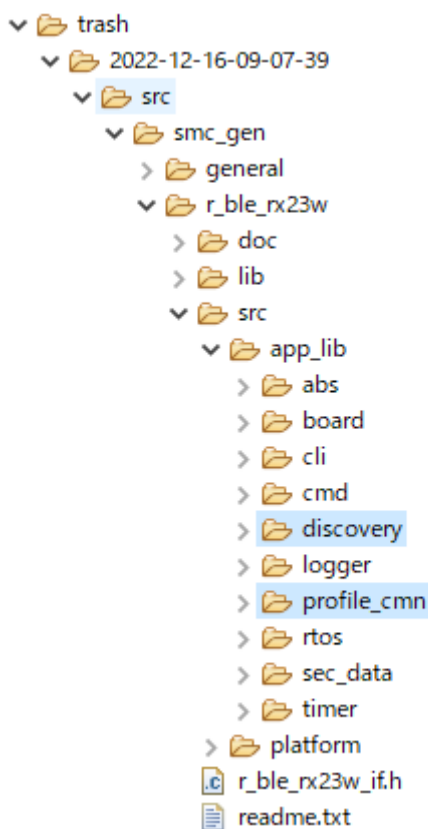 trash
2022-12-16-09-07-39
src
smc_gen
general
r_ble_rx23w
doc
lib
src
app_lib
abs
board
cli
cmd
discovery
logger
profile_cmn
rtos
sec_data
timer
platform
.c r_ble_rx23w_if.h
readme.txt